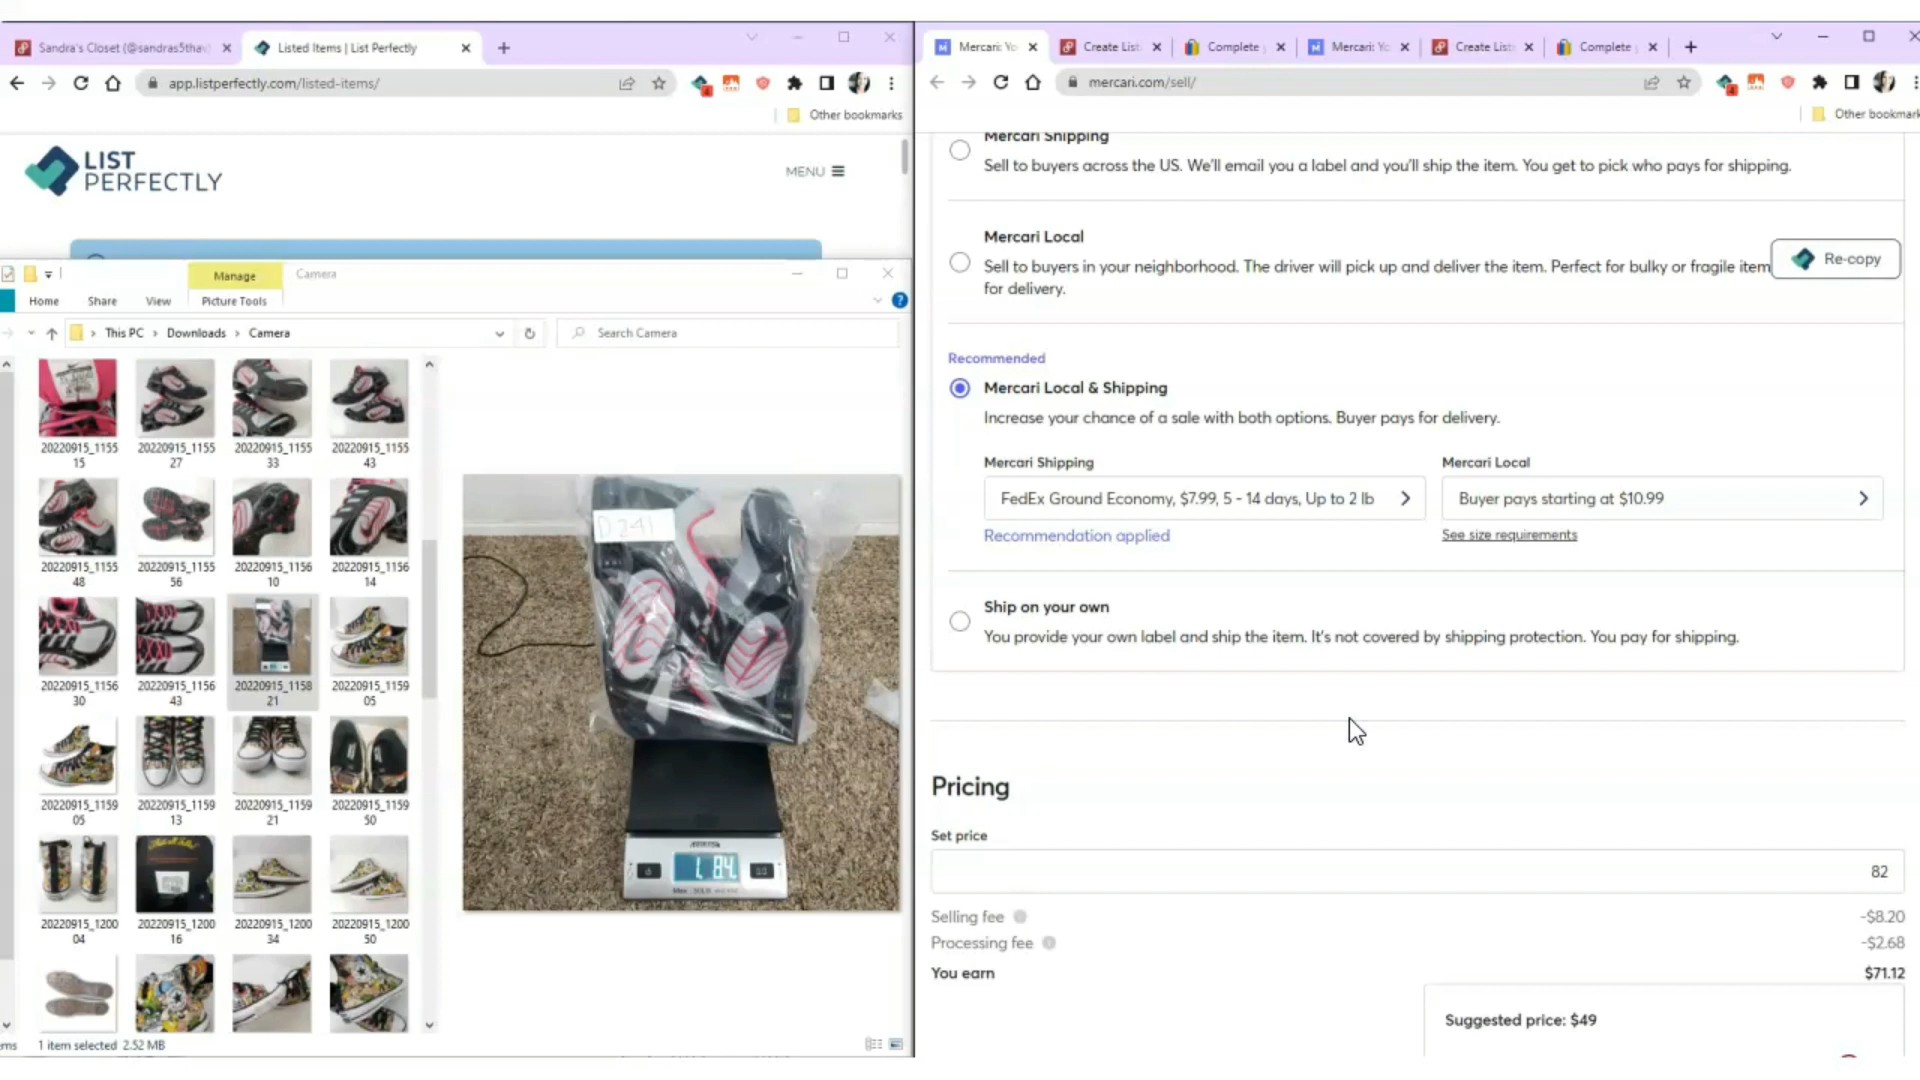 Sandra's Closet (@sandras5thav
Listed Items | List Perfectly
app.listperfectly.com/listed-items/
Other bookmarks
LIST
PERFECTLY
MENU
Manage
Camera
Home
Share
View
Picture Tools
This PC
Downloads
Camera
Search Camera
20220915_1155
15
20220915_1155
27
20220915_1155
33
20220915_1155
43
20220915_1155
48
20220915_1155
56
20220915_1156
10
20220915_1156
14
20220915_1156
30
20220915_1156
43
20220915_1158
21
20220915_1159
05
20220915_1159
05
20220915_1159
13
20220915_1159
21
20220915_1159
50
20220915_1200
04
20220915_1200
16
20220915_1200
34
20220915_1200
50
ms
1 item selected 2.52 MB
D241
1 8.4
Mercari: Yo
Create List
Complete
Mercari: Yo
Create List
Complete
mercari.com/sell/
Other bookmark
Mercari Shipping
Sell to buyers across the US. We'll email you a label and you'll ship the item. You get to pick who pays for shipping.
Mercari Local
Sell to buyers in your neighborhood. The driver will pick up and deliver the item. Perfect for bulky or fragile item
for delivery.
Re-copy
Recommended
Mercari Local & Shipping
Increase your chance of a sale with both options. Buyer pays for delivery.
Mercari Shipping
Mercari Local
FedEx Ground Economy, $7.99, 5 - 14 days, Up to 2 lb
Buyer pays starting at $10.99
Recommendation applied
See size requirements
Ship on your own
You provide your own label and ship the item. It's not covered by shipping protection. You pay for shipping.
Pricing
Set price
82
Selling fee
-$8.20
Processing fee
-$2.68
You earn
$71.12
Suggested price: $49